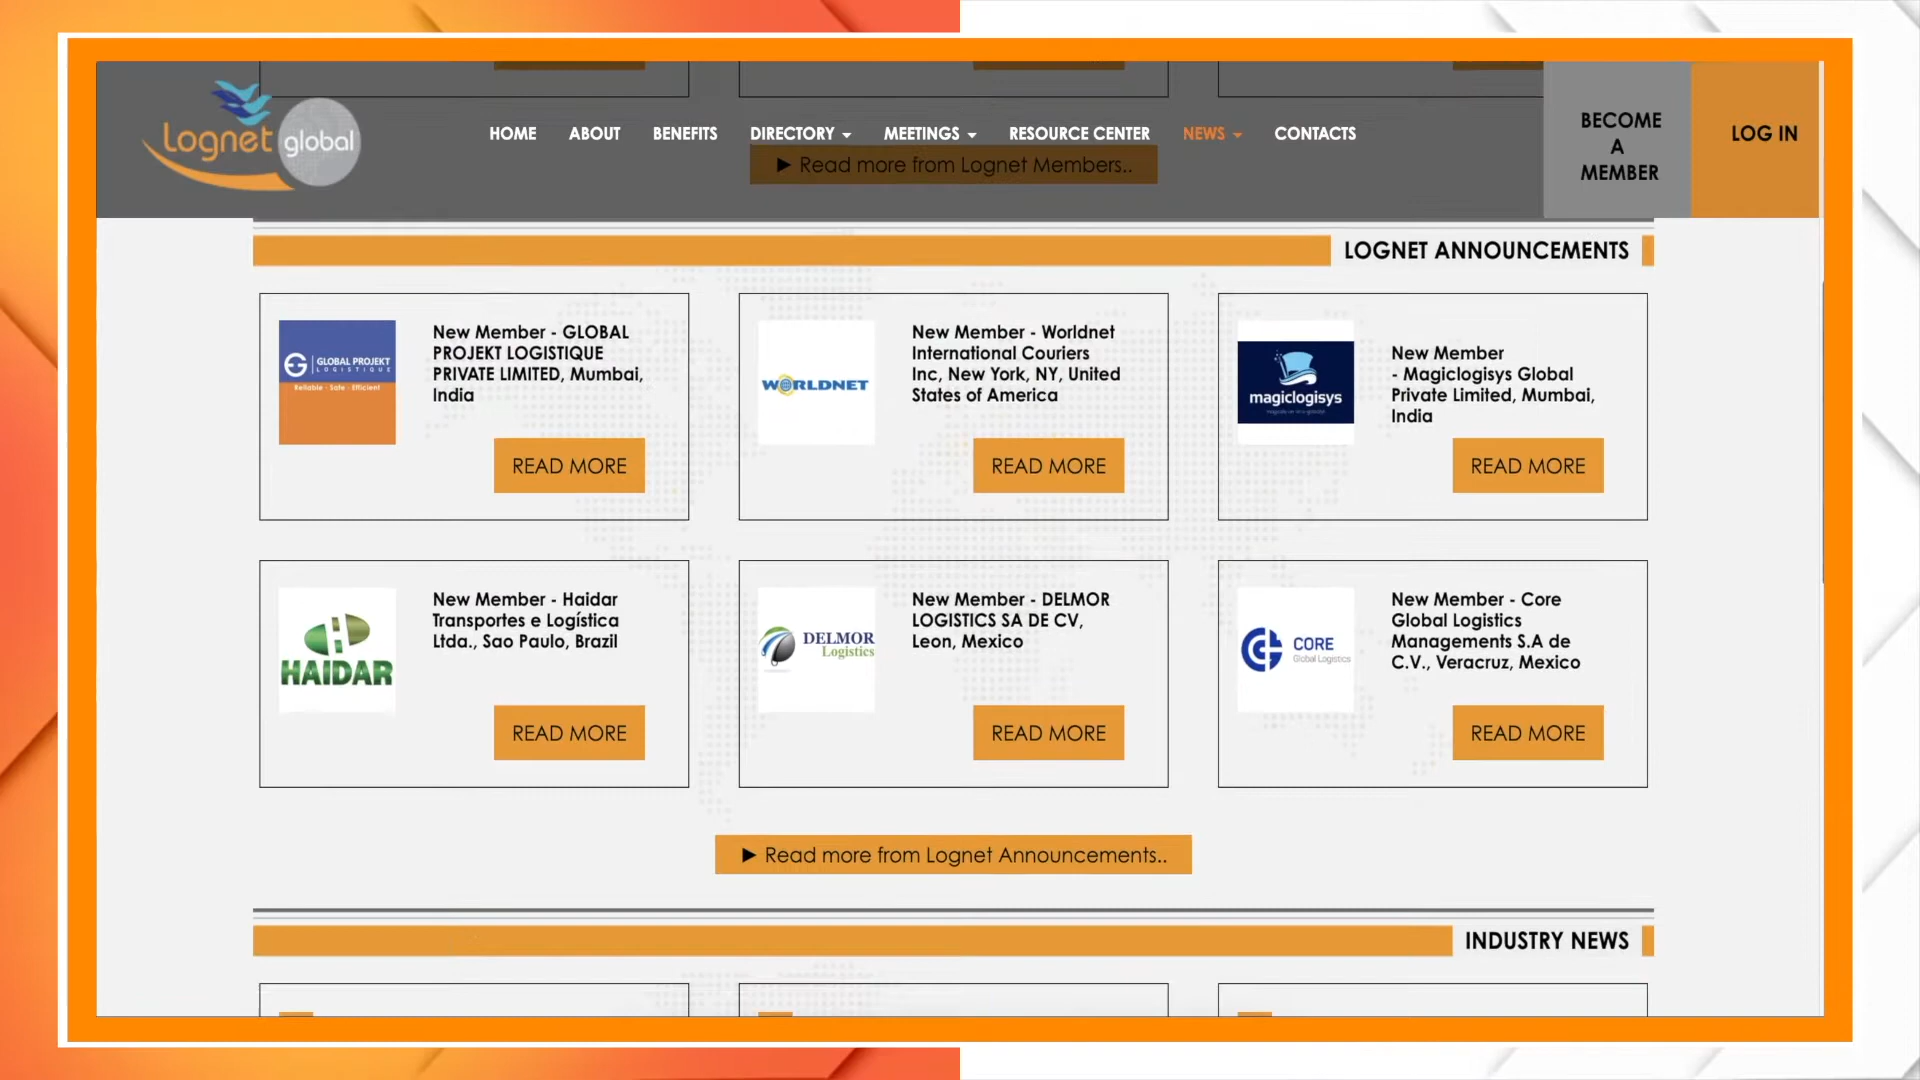 Lognet global
HOME
ABOUT
BENEFITS
DIRECTORY
MEETINGS
RESOURCE CENTER
NEWS
CONTACTS
BECOME
A
MEMBER
LOG IN
► Read more from Lognet Members..
LOGNET ANNOUNCEMENTS
GLOBAL PROJEKT
LOGISTIQUE
Reliable - Safe - Efficient
New Member - GLOBAL
PROJEKT LOGISTIQUE
PRIVATE LIMITED, Mumbai,
India
READ MORE
WORLDNET
New Member - Worldnet
International Couriers
Inc, New York, NY, United
States of America
READ MORE
magiclogisys
New Member
- Magiclogisys Global
Private Limited, Mumbai,
India
READ MORE
HAIDAR
New Member - Haidar
Transportes e Logística
Ltda., Sao Paulo, Brazil
READ MORE
DELMOR
Logistics
New Member - DELMOR
LOGISTICS SA DE CV,
Leon, Mexico
READ MORE
CORE
Global Logistics
New Member - Core
Global Logistics
Managements S.A de
C.V., Veracruz, Mexico
READ MORE
► Read more from Lognet Announcements..
INDUSTRY NEWS